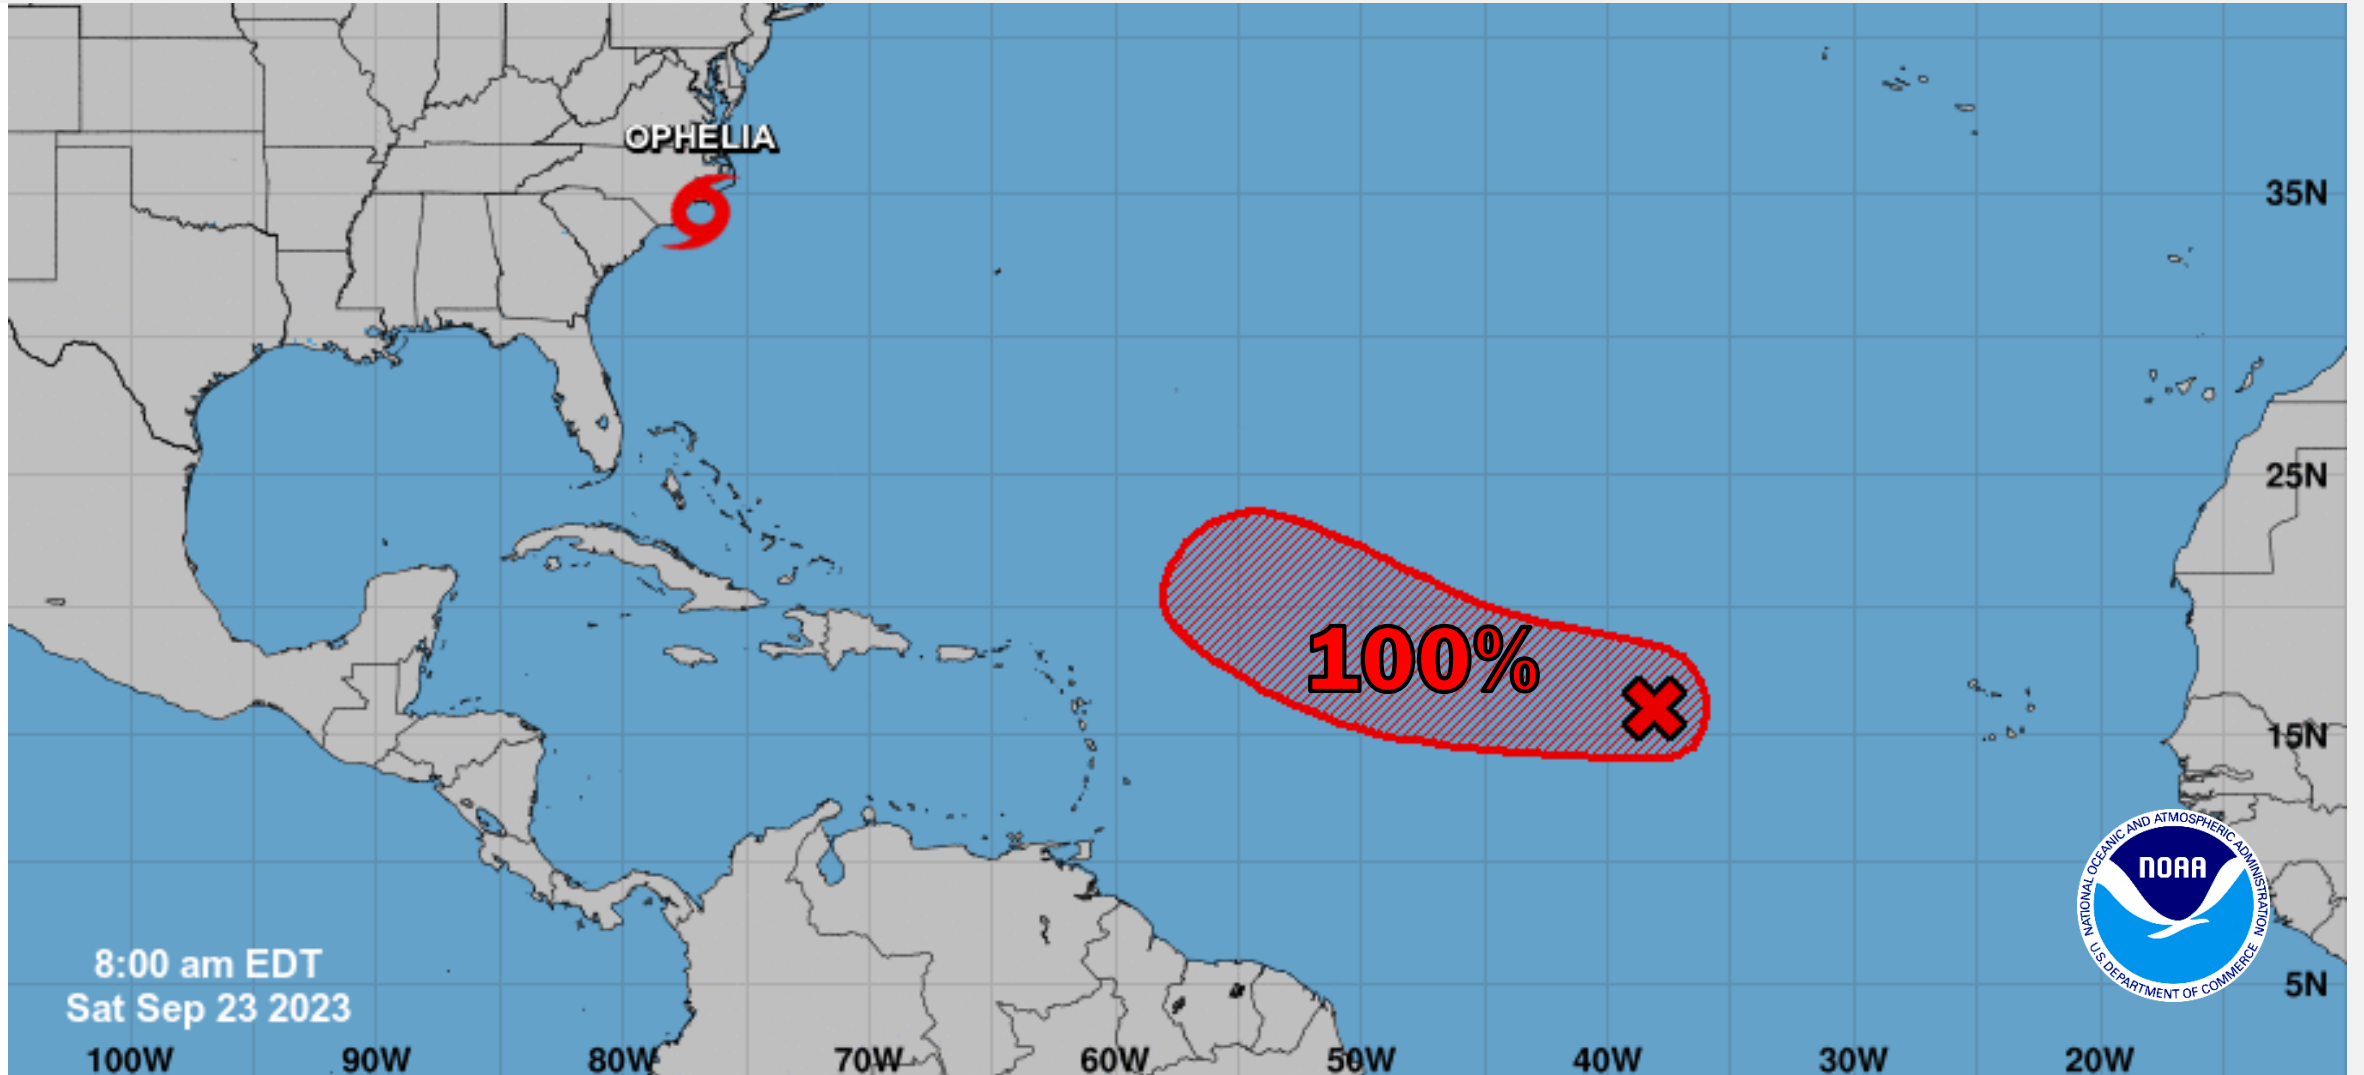 OPHELIA
35N
25N
100%
15N
NOAA
NATIONAL OCEANIC AND ATMOSPHERIC ADMINISTRATION
U.S. DEPARTMENT OF COMMERCE
8:00 am EDT
Sat Sep 23 2023
5N
100W 90W 80W 70W 60W 50W 40W 30W 20W